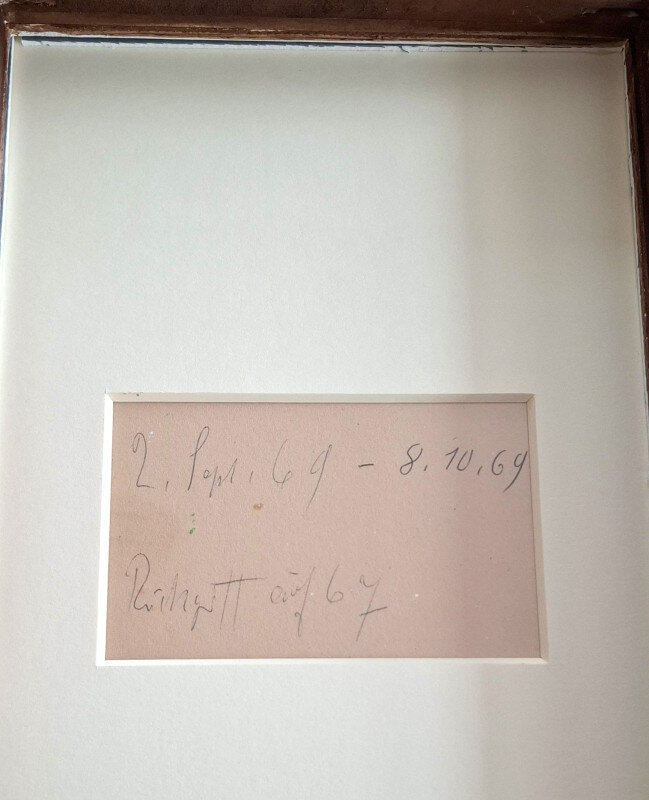 2. Sept. 69 – 8.10.69
Rückgriff auf 67